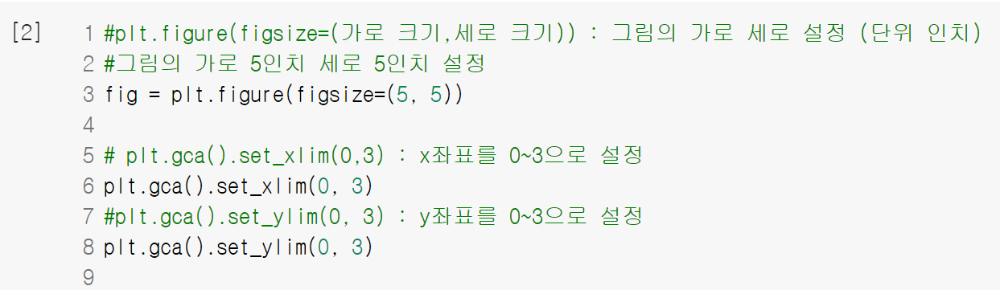 [2] 1 #plt.figure(figsize=(가로 크기,세로 크기)) : 그림의 가로 세로 설정 (단위 인치)
2 #그림의 가로 5인치 세로 5인치 설정
3 fig = plt.figure(figsize=(5, 5))
4
5 # plt.gca().set_xlim(0,3) : x좌표를 0~3으로 설정
6 plt.gca().set_xlim(0, 3)
7 #plt.gca().set_ylim(0, 3) : y좌표를 0~3으로 설정
8 plt.gca().set_ylim(0, 3)
9